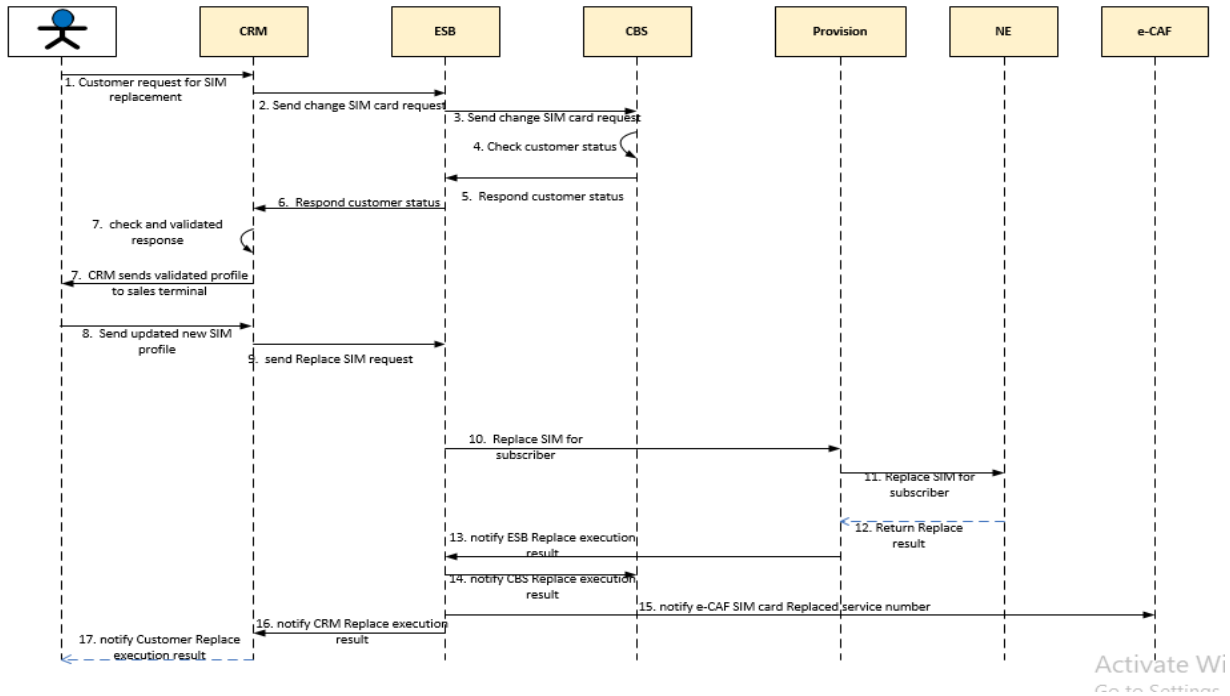 CRM
ESB
CBS
Provision
NE
e-CAF
1. Customer request for SIM
replacement
2. Send change SIM card request
3. Send change SIM card request
4. Check customer status
5. Respond customer status
6. Respond customer status
7. check and validated
response
7. CRM sends validated profile
to sales terminal
8. Send updated new SIM
profile
9. send Replace SIM request
10. Replace SIM for
subscriber
11. Replace SIM for
subscriber
12. Return Replace
result
13. notify ESB Replace execution
result
14. notify CBS Replace execution
result
15. notify e-CAF SIM card Replaced service number
16. notify CRM Replace execution
result
17. notify Customer Replace
execution result
Activate Wi
Go to Settings